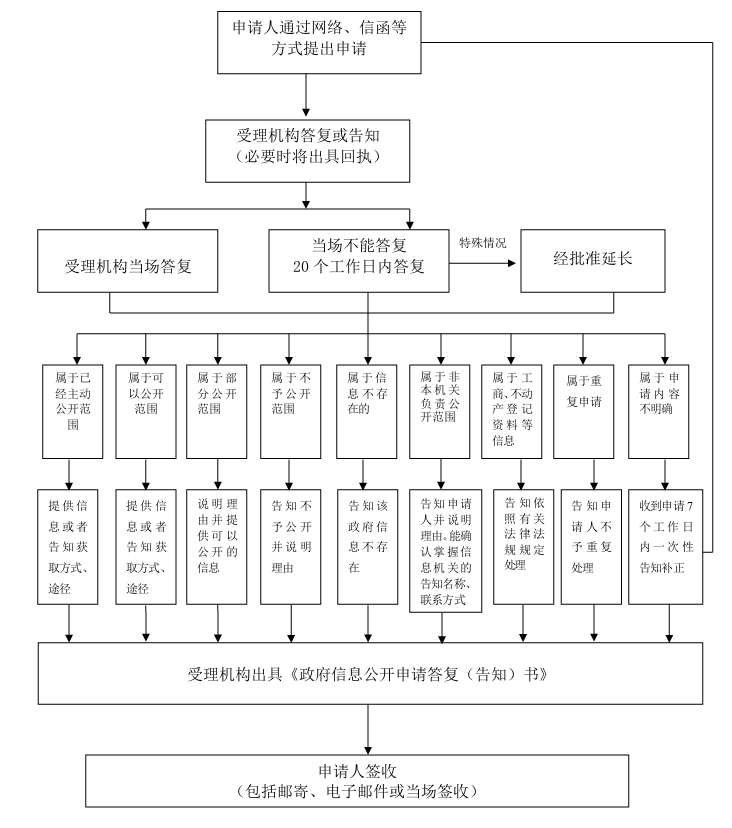 申请人通过网络、信函等
方式提出申请
受理机构答复或告知
（必要时将出具回执）
受理机构当场答复
当场不能答复
20 个工作日内答复
特殊情况
经批准延长
属于已
经主动
公开范
围
属于可
以公开
范围
属于部
分公开
范围
属于不
予公开
范围
属于信
息不存
在的
属于非
本机关
负责公
开范围
属于工
商、不动
产登记
资料等
信息
属于重
复申请
属于申
请内容
不明确
提供信
息或者
告知获
取方式、
途径
提供信
息或者
告知获
取方式、
途径
说明理
由并提
供可以
公开的
信息
告知不
予公开
并说明
理由
告知该
政府信
息不存
在
告知申请
人并说明
理由。能确
认掌握信
息机关的
告知名称、
联系方式
告知依
照有关
法律法
规规定
处理
告知申
请人不
予重复
处理
收到申请 7
个工作日
内一次性
告知补正
受理机构出具《政府信息公开申请答复（告知）书》
申请人签收
（包括邮寄、电子邮件或当场签收）